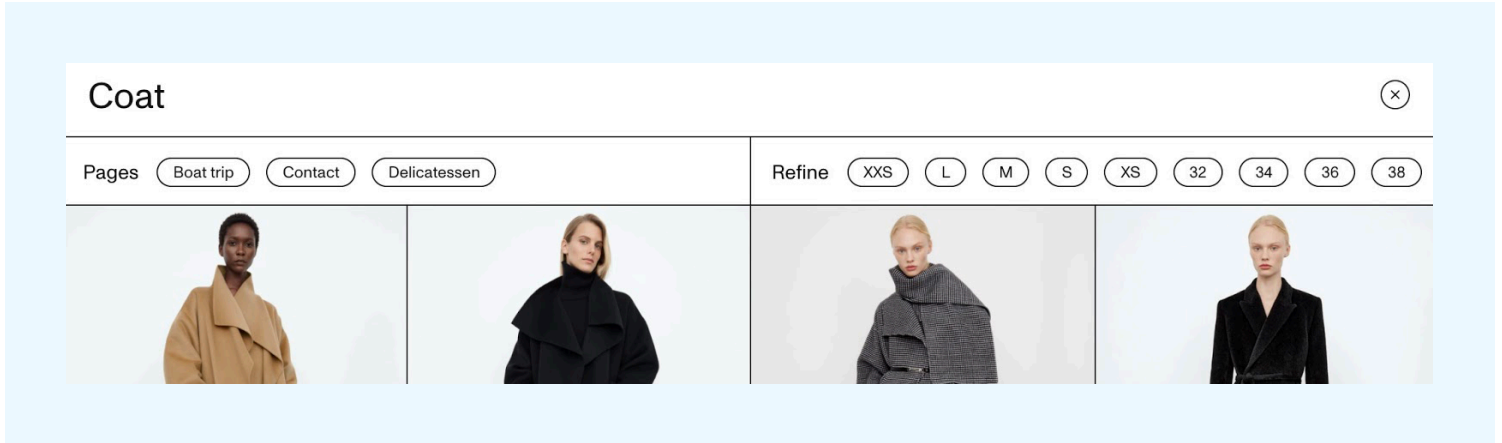 Coat
Pages Boat trip Contact Delicatessen
Refine XXS L M S XS 32 34 36 38